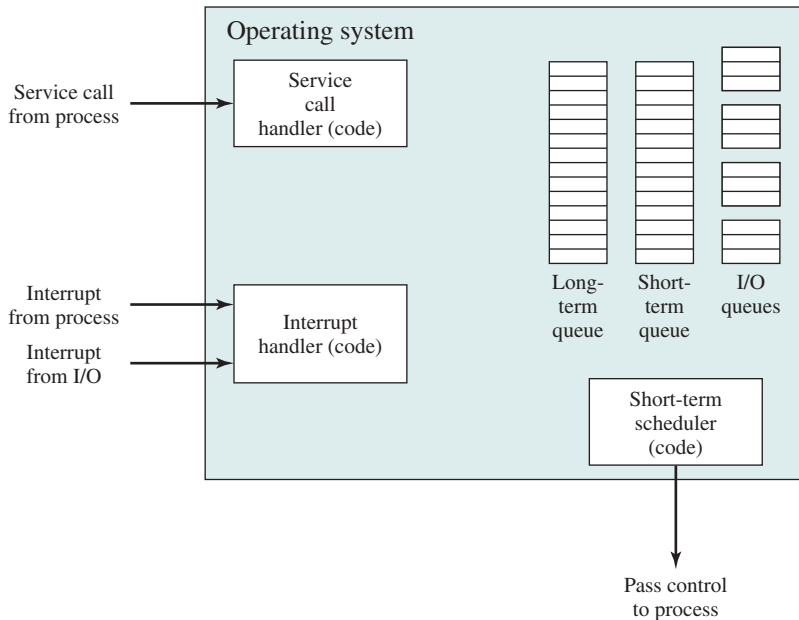 Operating system
Service call
from process
Service
call
handler (code)
Interrupt
from process
Interrupt
from I/O
Interrupt
handler (code)
Long-
term
queue
Short-
term
queue
I/O
queues
Short-term
scheduler
(code)
Pass control
to process